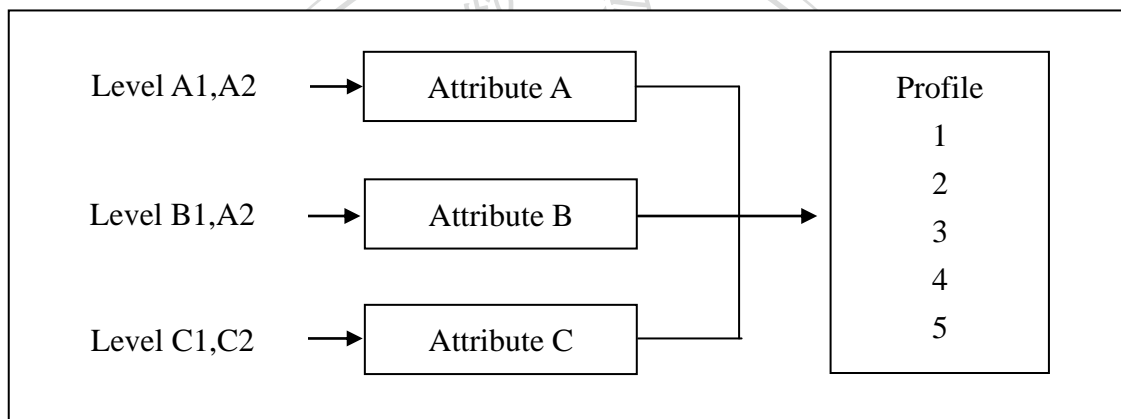 Level A1,A2
Attribute A
Level B1,A2
Attribute B
Level C1,C2
Attribute C
Profile
1
2
3
4
5